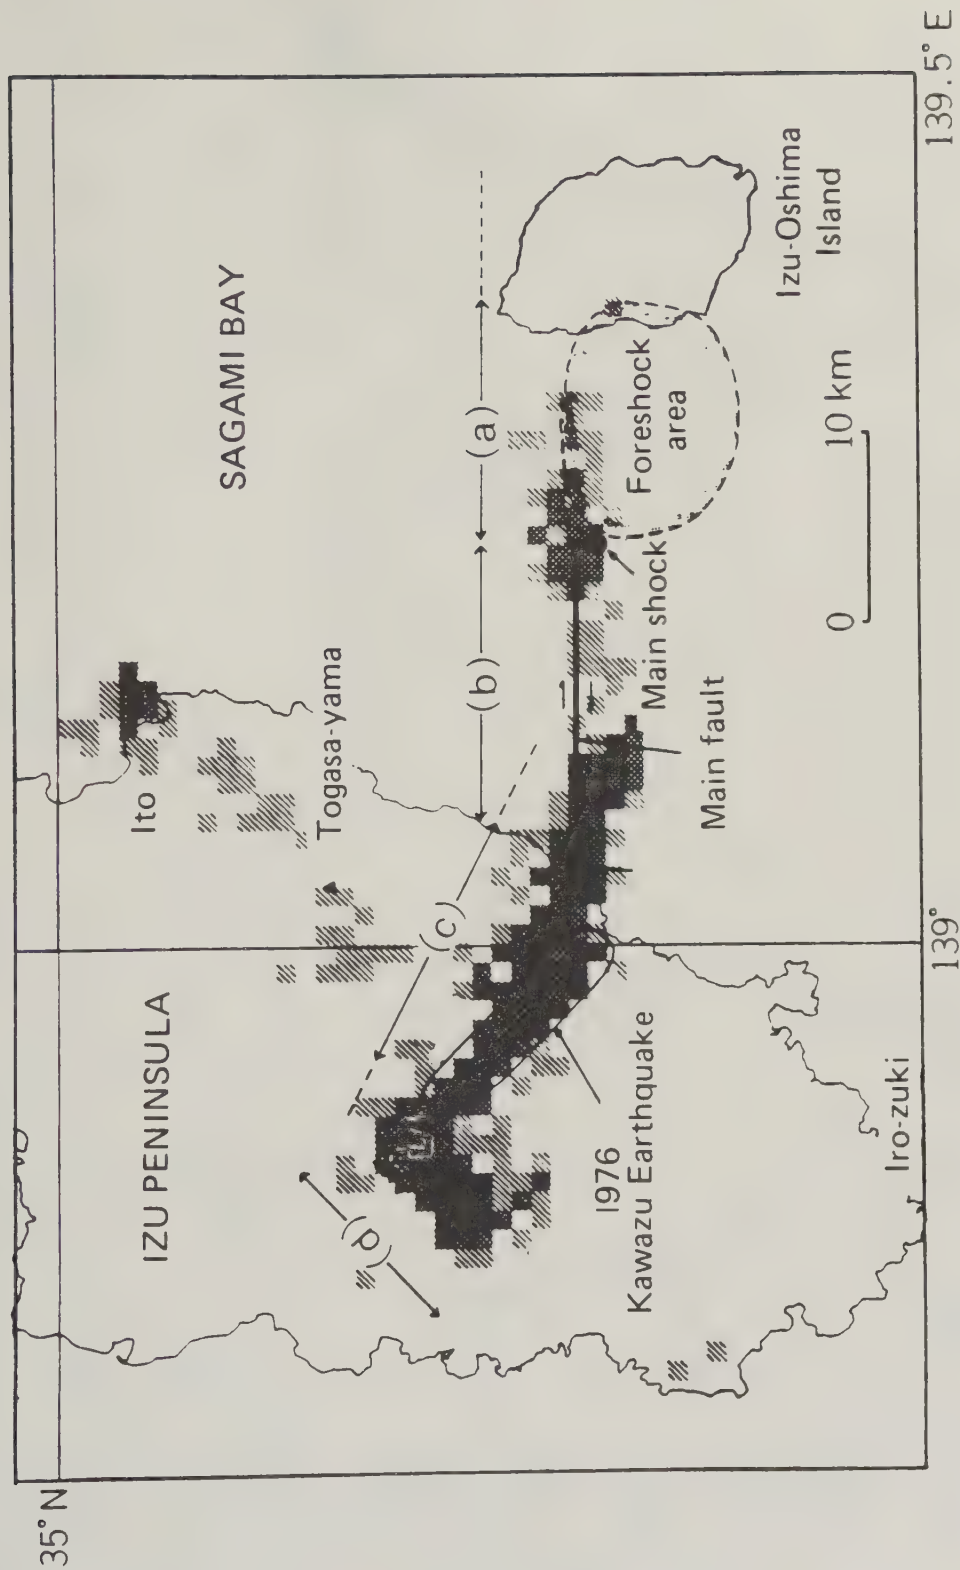 35° N
IZU PENINSULA
SAGAMI BAY
Ito
Togasa-yama
(a)
(b)
(c)
(d)
Foreshock
area
Main shock
Main fault
Izu-Oshima
Island
1976
Kawazu Earthquake
Iro-zuki
0
10 km
139°
139.5° E